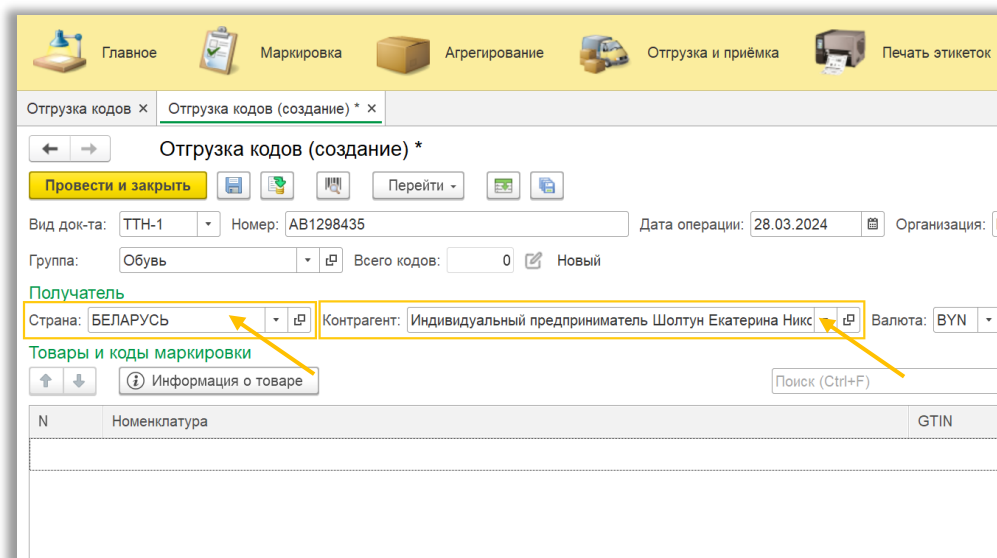 Главное Маркировка Агрегирование Отгрузка и приёмка Печать этикеток
Отгрузка кодов × Отгрузка кодов (создание) * ×
Отгрузка кодов (создание) *
Провести и закрыть Перейти
Вид док-та: ТТН-1 Номер: АВ1298435 Дата операции: 28.03.2024 Организация:
Группа: Обувь Всего кодов: 0 Новый
Получатель
Страна: БЕЛАРУСЬ Контрагент: Индивидуальный предприниматель Шолтун Екатерина Никс Валюта: BYN
Товары и коды маркировки
Информация о товаре Поиск (Ctrl+F)
N Номенклатура GTIN